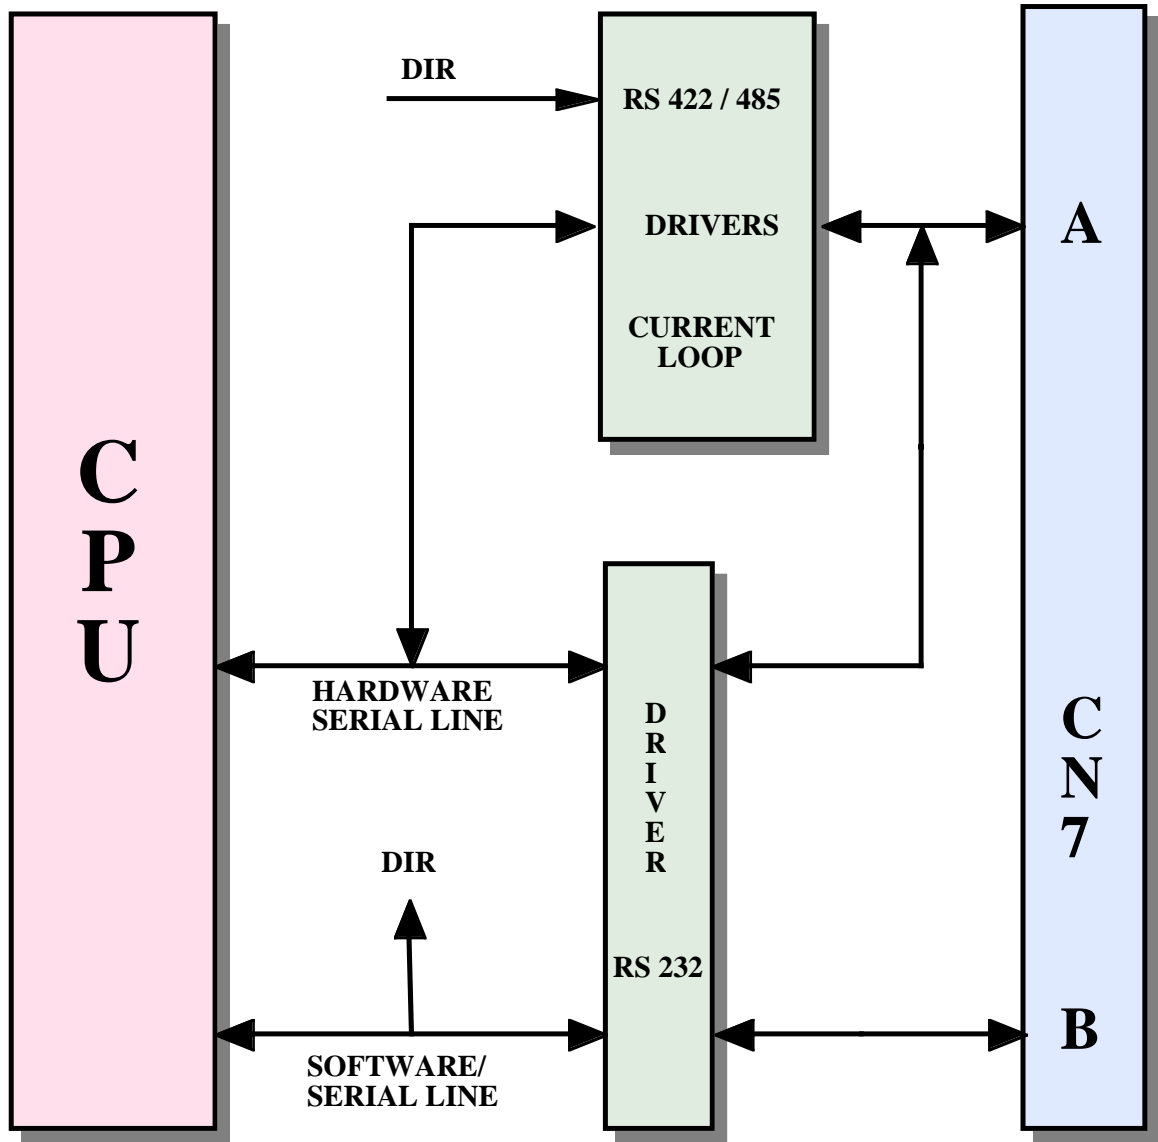 DIR
RS 422 / 485
DRIVERS
CURRENT
LOOP
A
C
P
U
HARDWARE
SERIAL LINE
D
R
I
V
E
R
RS 232
C
N
7
DIR
SOFTWARE/
SERIAL LINE
B